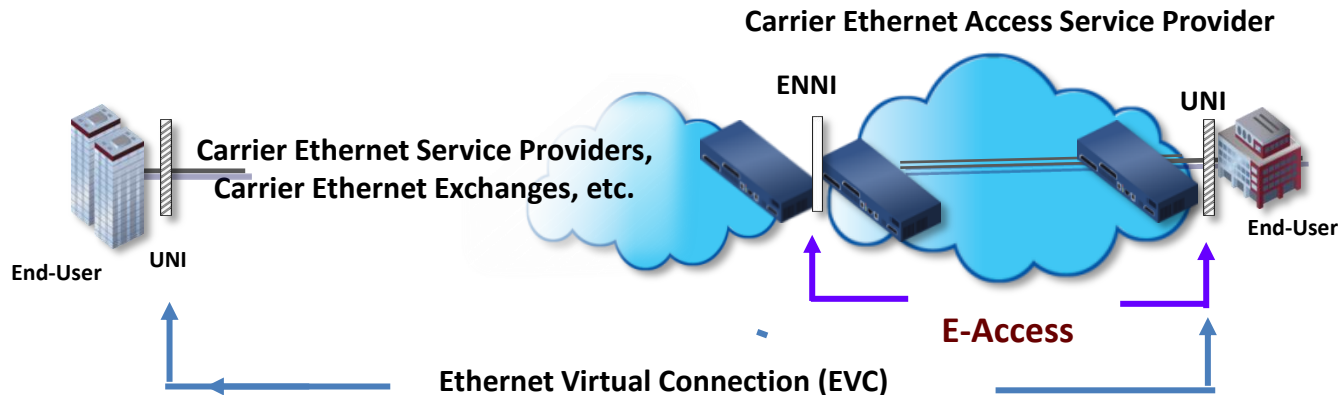 Carrier Ethernet Access Service Provider
ENNI
UNI
Carrier Ethernet Service Providers,
Carrier Ethernet Exchanges, etc.
End-User
UNI
End-User
E-Access
Ethernet Virtual Connection (EVC)